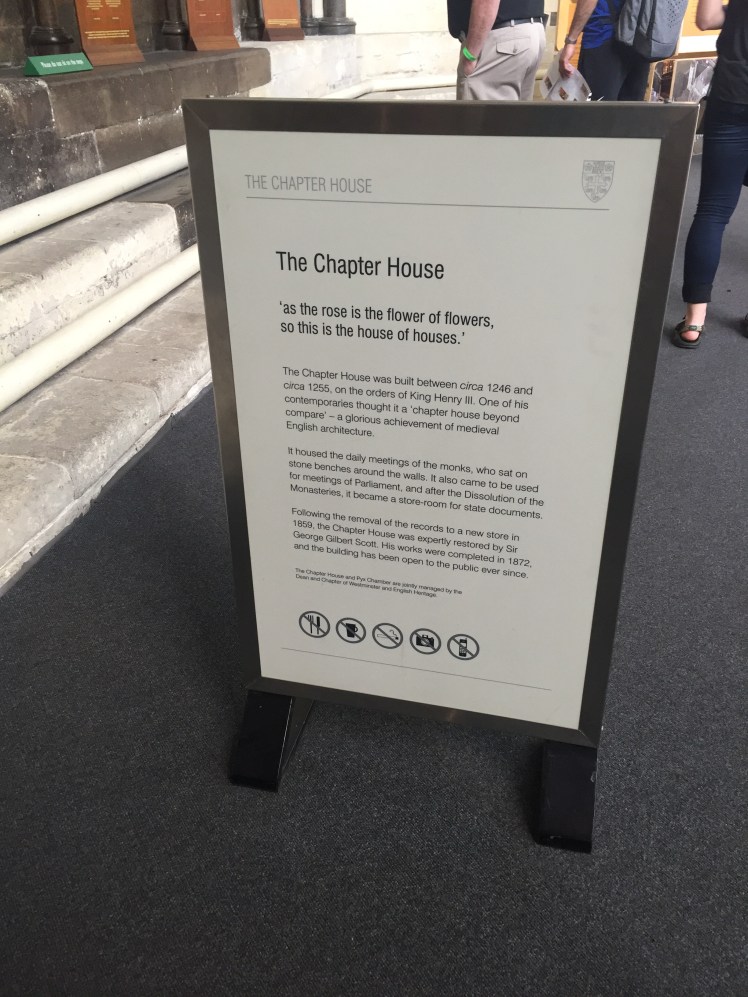 Please do not sit on the steps
THE CHAPTER HOUSE
The Chapter House
‘as the rose is the flower of flowers,
so this is the house of houses.’
The Chapter House was built between circa 1246 and
circa 1255, on the orders of King Henry III. One of his
contemporaries thought it a ‘chapter house beyond
compare’ – a glorious achievement of medieval
English architecture.
It housed the daily meetings of the monks, who sat on
stone benches around the walls. It also came to be used
for meetings of Parliament, and after the Dissolution of the
Monasteries, it became a store-room for state documents.
Following the removal of the records to a new store in
1859, the Chapter House was expertly restored by Sir
George Gilbert Scott. His works were completed in 1872,
and the building has been open to the public ever since.
The Chapter House and Pyx Chamber are jointly managed by the
Dean and Chapter of Westminster and English Heritage.